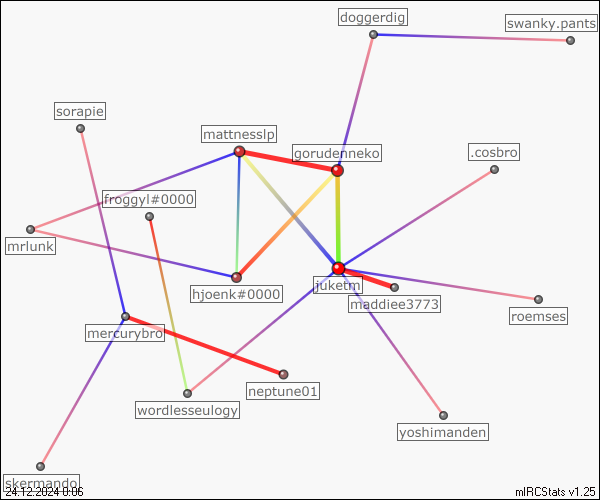 doggerdig
swanky.pants
sorapie
mattnesslp
gorudenneko
.cosbro
froggyl#0000
mrlunk
hjoenk#0000
juketm
maddiee3773
roemses
mercurybro
neptune01
wordlesseulogy
yoshimanden
skermando
24.12.2024 0:06
mIRCStats v1.25